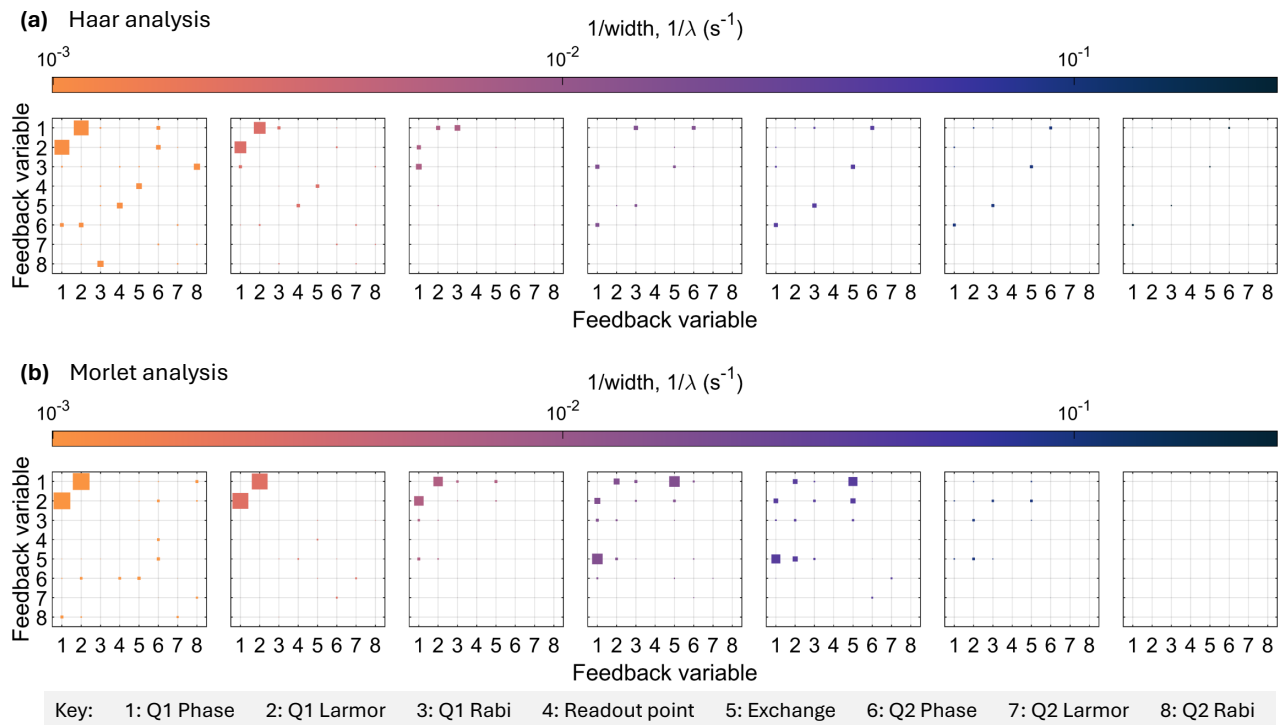 (a) Haar analysis
1/width, 1/λ (s⁻¹)
10⁻³ 10⁻² 10⁻¹
Feedback variable
1
2
3
4
5
6
7
8
1 2 3 4 5 6 7 8 1 2 3 4 5 6 7 8 1 2 3 4 5 6 7 8 1 2 3 4 5 6 7 8 1 2 3 4 5 6 7 8 1 2 3 4 5 6 7 8 1 2 3 4 5 6 7 8
Feedback variable
(b) Morlet analysis
1/width, 1/λ (s⁻¹)
10⁻³ 10⁻² 10⁻¹
Feedback variable
1
2
3
4
5
6
7
8
1 2 3 4 5 6 7 8 1 2 3 4 5 6 7 8 1 2 3 4 5 6 7 8 1 2 3 4 5 6 7 8 1 2 3 4 5 6 7 8 1 2 3 4 5 6 7 8 1 2 3 4 5 6 7 8
Feedback variable
Key: 1: Q1 Phase 2: Q1 Larmor 3: Q1 Rabi 4: Readout point 5: Exchange 6: Q2 Phase 7: Q2 Larmor 8: Q2 Rabi